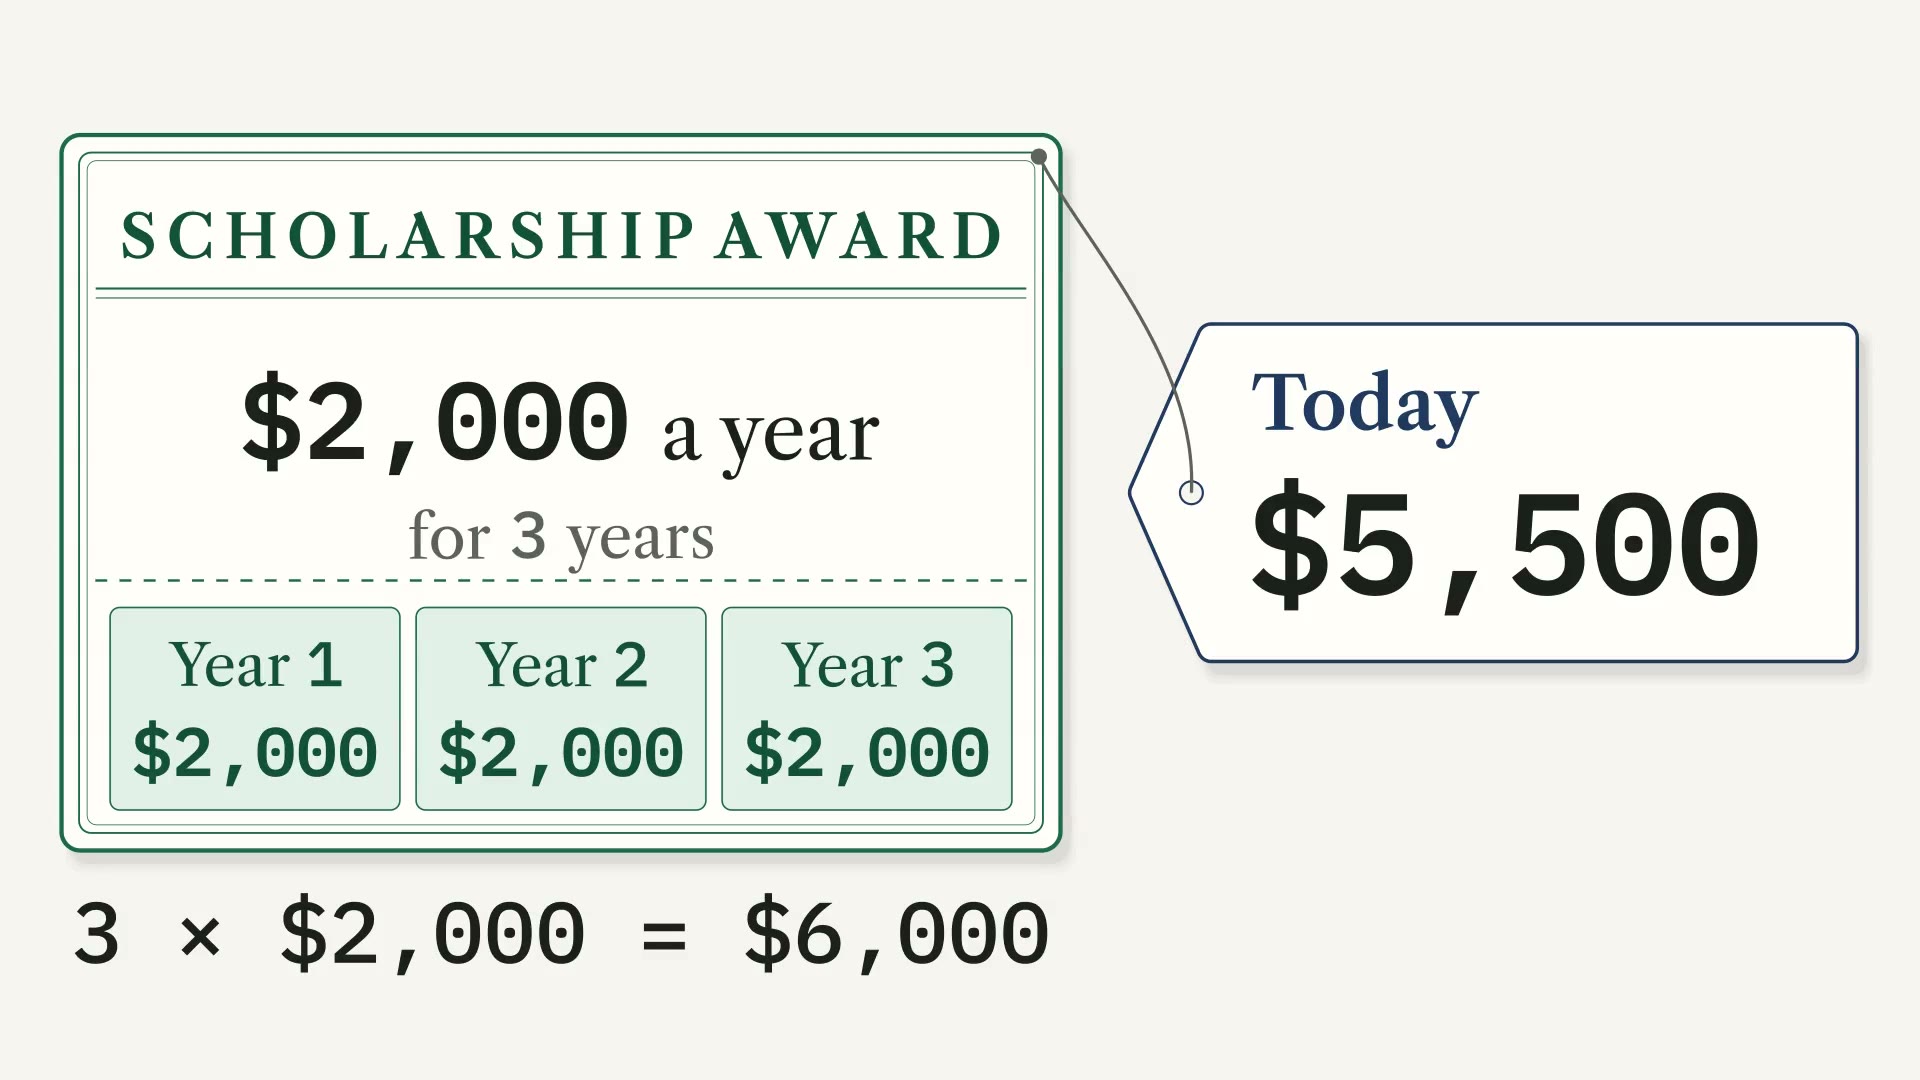 SCHOLARSHIP AWARD
$2,000 a year
for 3 years
Year 1
$2,000
Year 2
$2,000
Year 3
$2,000
3 × $2,000 = $6,000
Today
$5,500